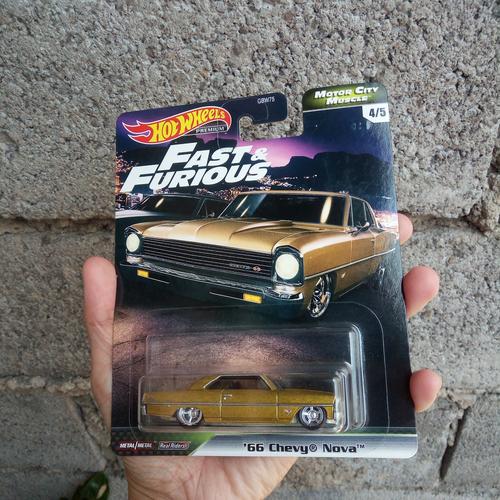 GBW75
HOT WHEELS
PREMIUM
MOTOR CITY
MUSCLE
4/5
FAST &
FURIOUS
METAL/METAL
Real Riders®
'66 Chevy® Nova™